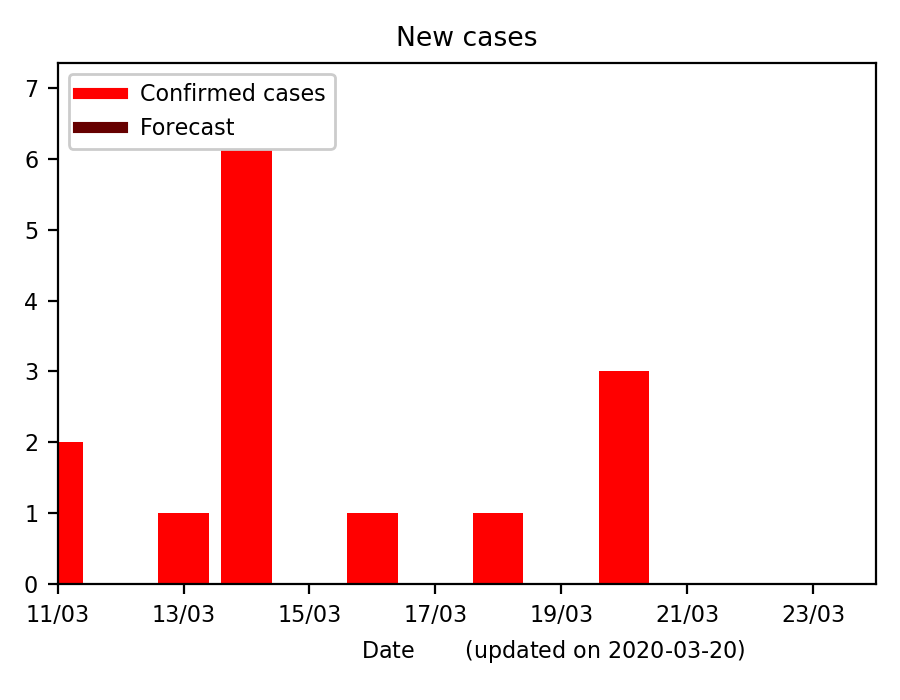 New cases
Confirmed cases
Forecast
7
6
5
4
3
2
1
0
11/03 13/03 15/03 17/03 19/03 21/03 23/03
Date (updated on 2020-03-20)